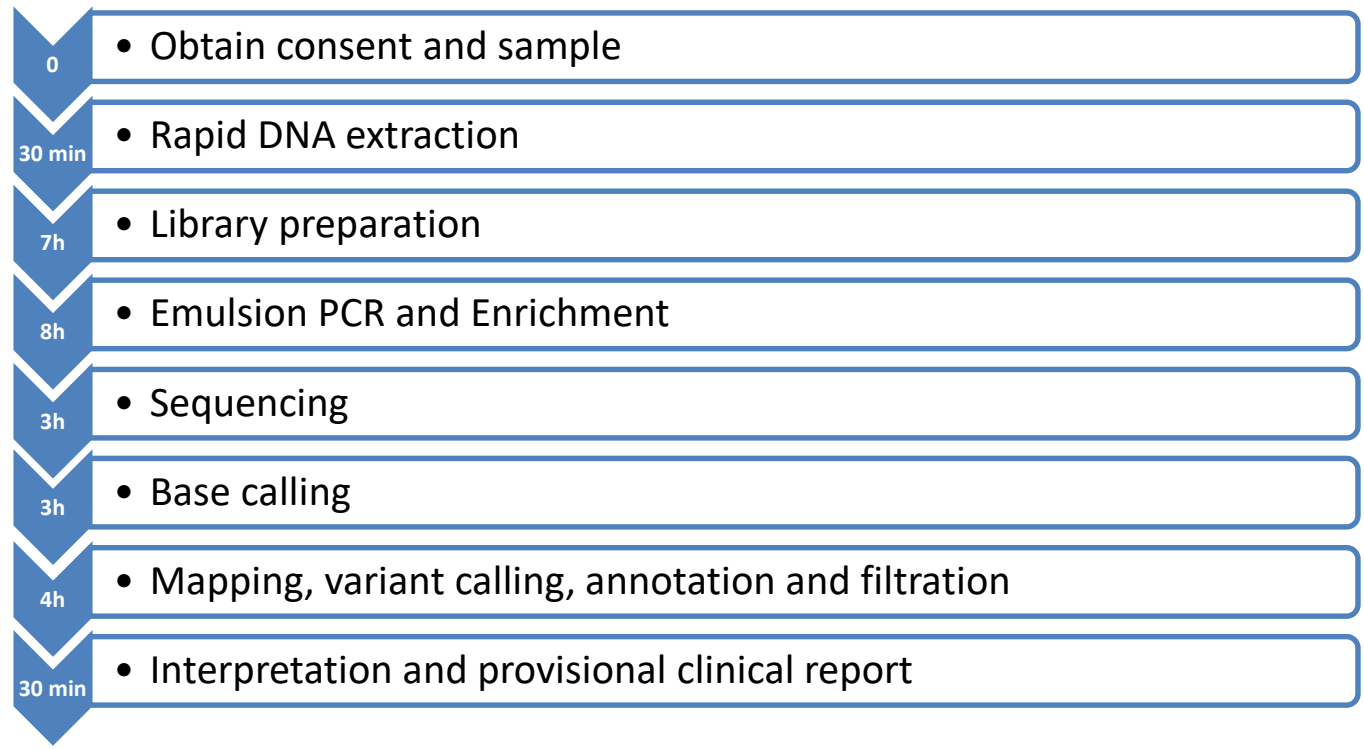 0
• Obtain consent and sample
30 min
• Rapid DNA extraction
7h
• Library preparation
8h
• Emulsion PCR and Enrichment
3h
• Sequencing
3h
• Base calling
4h
• Mapping, variant calling, annotation and filtration
30 min
• Interpretation and provisional clinical report